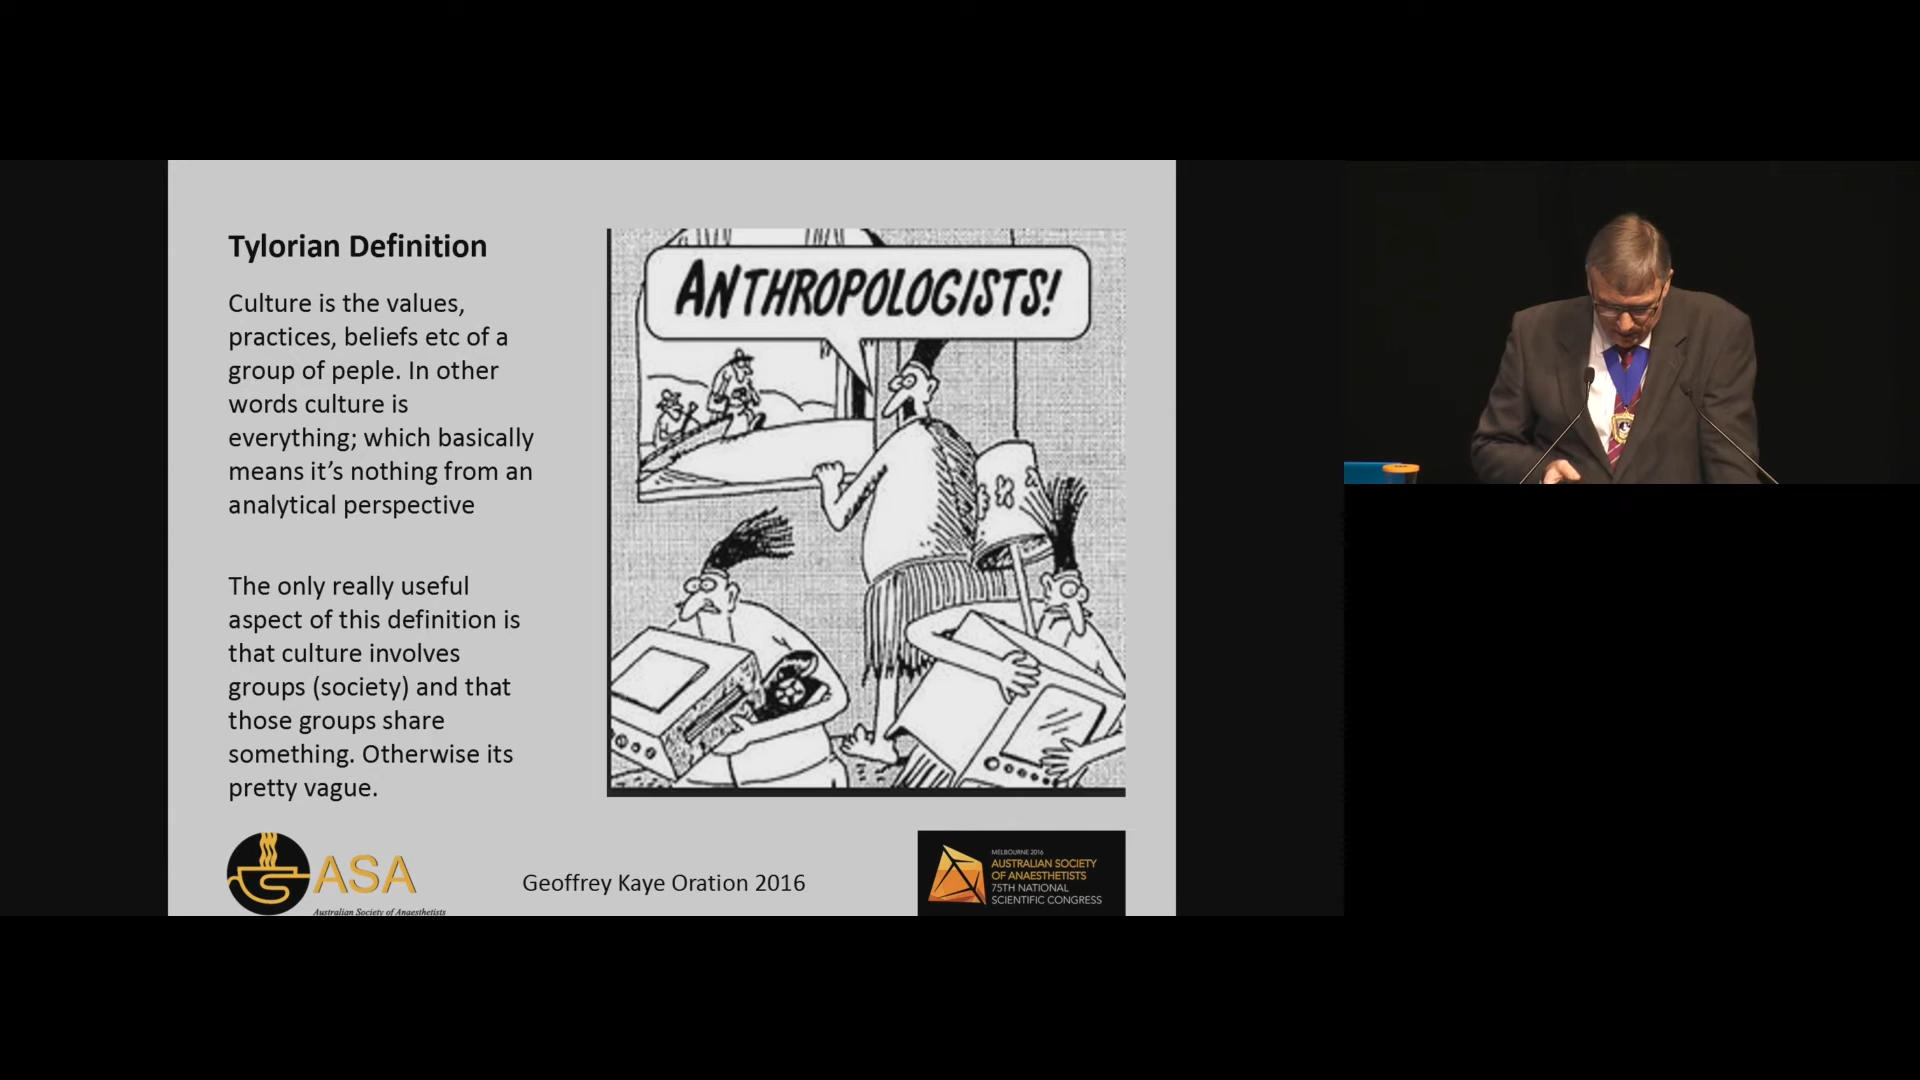 Tylorian Definition
Culture is the values,
practices, beliefs etc of a
group of peple. In other
words culture is
everything; which basically
means it’s nothing from an
analytical perspective
The only really useful
aspect of this definition is
that culture involves
groups (society) and that
those groups share
something. Otherwise its
pretty vague.
ANTHROPOLOGISTS!
ASA
Australian Society of Anaesthetists
Geoffrey Kaye Oration 2016
MELBOURNE 2016
AUSTRALIAN SOCIETY
OF ANAESTHETISTS
75TH NATIONAL
SCIENTIFIC CONGRESS